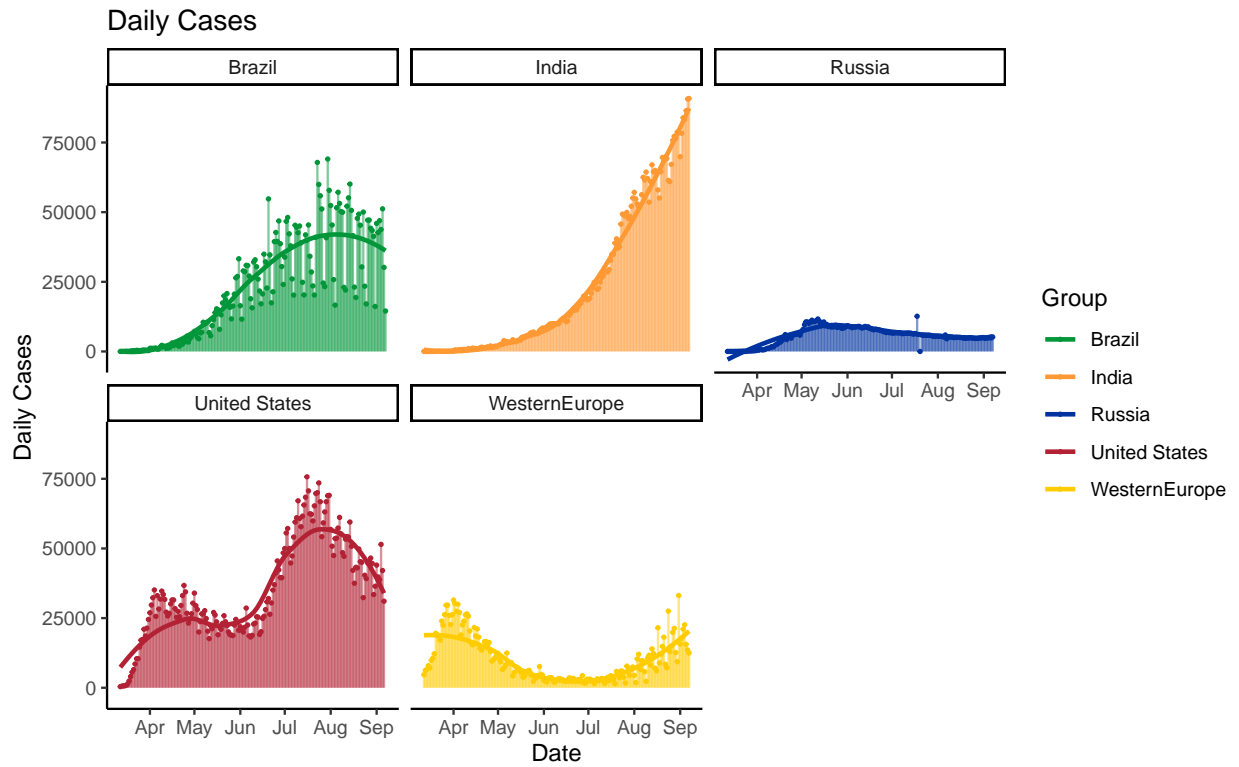 Daily Cases
Brazil
India
Russia
75000
50000
25000
0
Apr May Jun Jul Aug Sep
United States
WesternEurope
75000
50000
25000
0
Apr May Jun Jul Aug Sep
Apr May Jun Jul Aug Sep
Daily Cases
Date
Group
Brazil
India
Russia
United States
WesternEurope